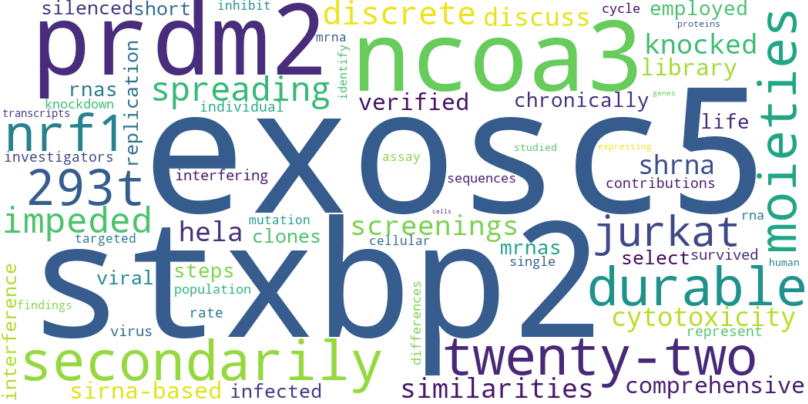 silenced short inhibit
prdm2
mrna
discrete discuss
cycle employed
proteins
ncoa3
knocked
library
moieties
identify
replication
rnas
knockdown
spreading
individual
verified
chronically
genes
transcripts
nrf1
investigators
293t
exosc5
life
assay
studied
expressing
interfering
sequences
shrna
contributions
cells
rna
impeded
targeted
hela
mutation
clones
stxbp2
screenings
cellular
mrnas
single
jurkat
select survived
human
viral
steps
population
rate
virus
interference
findings
differences
durable
cytotoxicity
represent
secondarily
twenty-two
sirna-based infected
similarities comprehensive